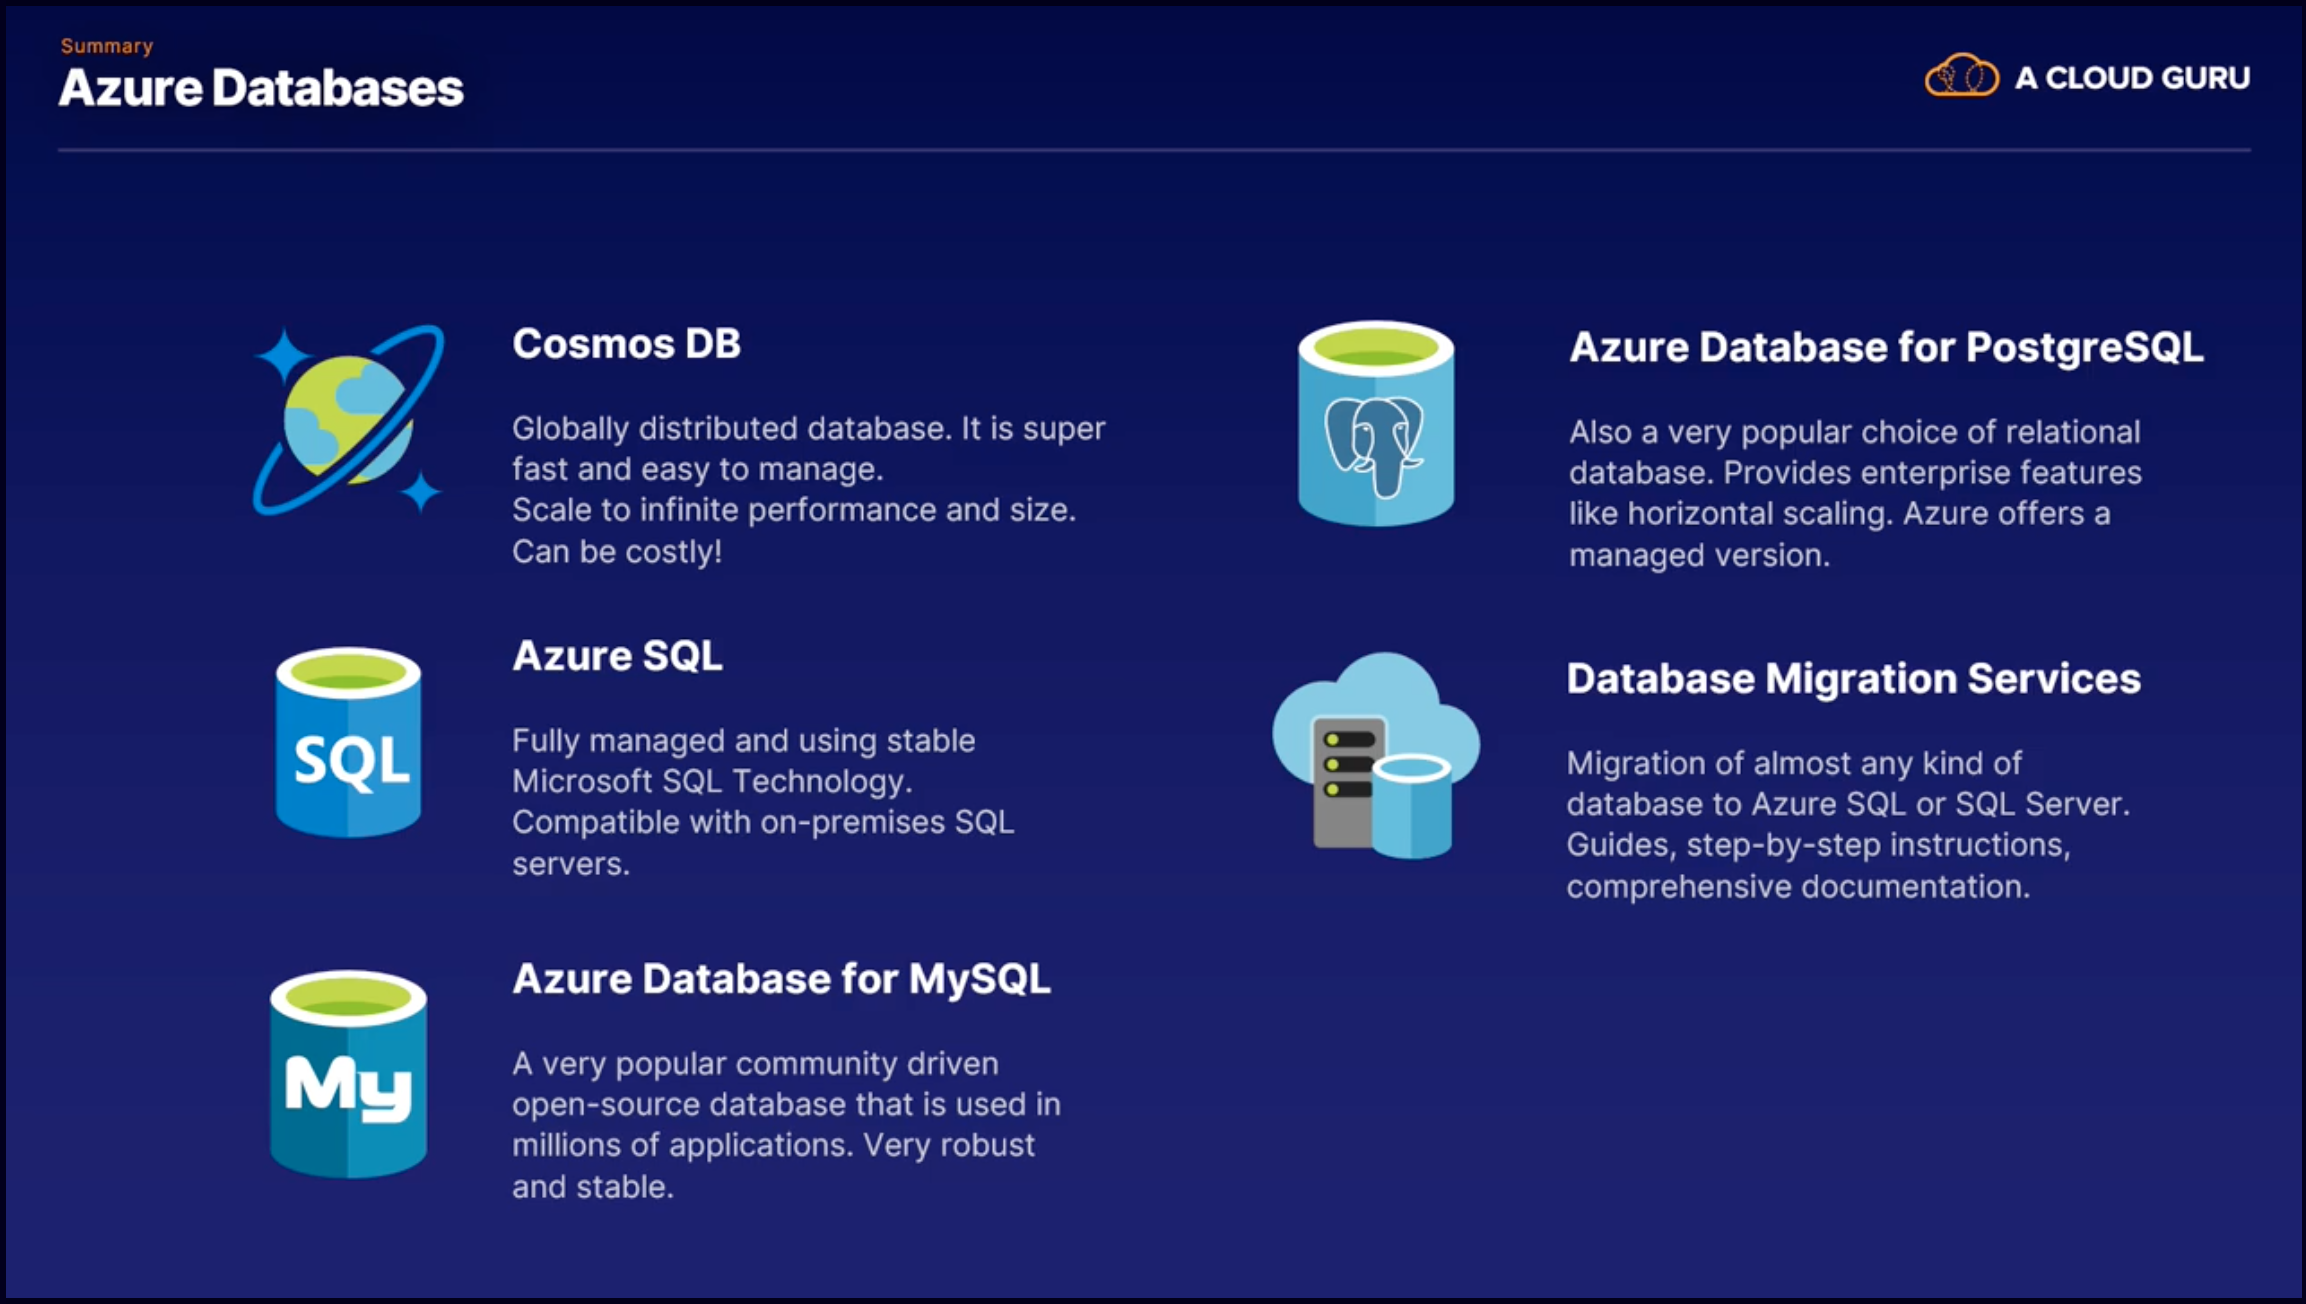 Summary
Azure Databases
A CLOUD GURU
Cosmos DB
Globally distributed database. It is super
fast and easy to manage.
Scale to infinite performance and size.
Can be costly!
SQL
Azure SQL
Fully managed and using stable
Microsoft SQL Technology.
Compatible with on-premises SQL
servers.
My
Azure Database for MySQL
A very popular community driven
open-source database that is used in
millions of applications. Very robust
and stable.
Azure Database for PostgreSQL
Also a very popular choice of relational
database. Provides enterprise features
like horizontal scaling. Azure offers a
managed version.
Database Migration Services
Migration of almost any kind of
database to Azure SQL or SQL Server.
Guides, step-by-step instructions,
comprehensive documentation.